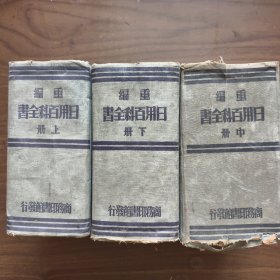 重編
日用百科全書
上冊
商務印書館發行
重編
日用百科全書
下冊
商務印書館發行
重編
日用百科全書
中冊
商務印書館發行